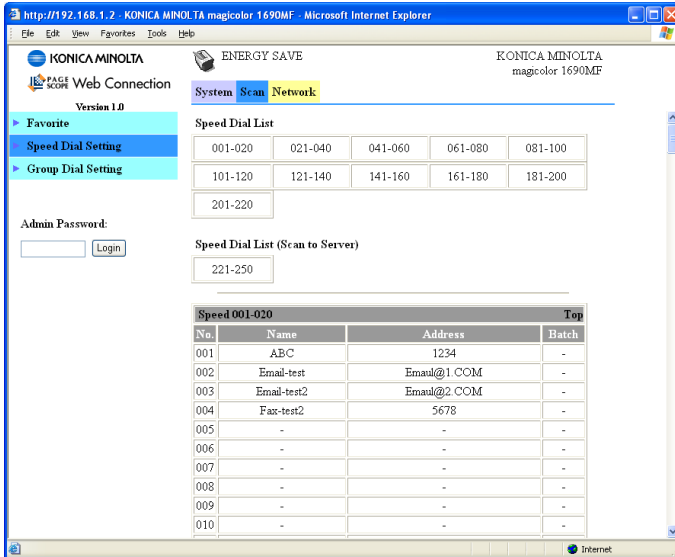 http://192.168.1.2 - KONICA MINOLTA magicolor 1690MF - Microsoft Internet Explorer
File Edit View Favorites Tools Help
KONICA MINOLTA
PAGE SCOPE Web Connection
Version 1.0
ENERGY SAVE
KONICA MINOLTA
magicolor 1690MF
System Scan Network
Favorite
Speed Dial Setting
Group Dial Setting
Admin Password:
Login
Speed Dial List
001-020 021-040 041-060 061-080 081-100
101-120 121-140 141-160 161-180 181-200
201-220
Speed Dial List (Scan to Server)
221-250
Speed 001-020 Top
No. Name Address Batch
001 ABC 1234 -
002 Email-test Emaul@1.COM -
003 Email-test2 Emaul@2.COM -
004 Fax-test2 5678 -
005 - - -
006 - - -
007 - - -
008 - - -
009 - - -
010 - - -
Internet